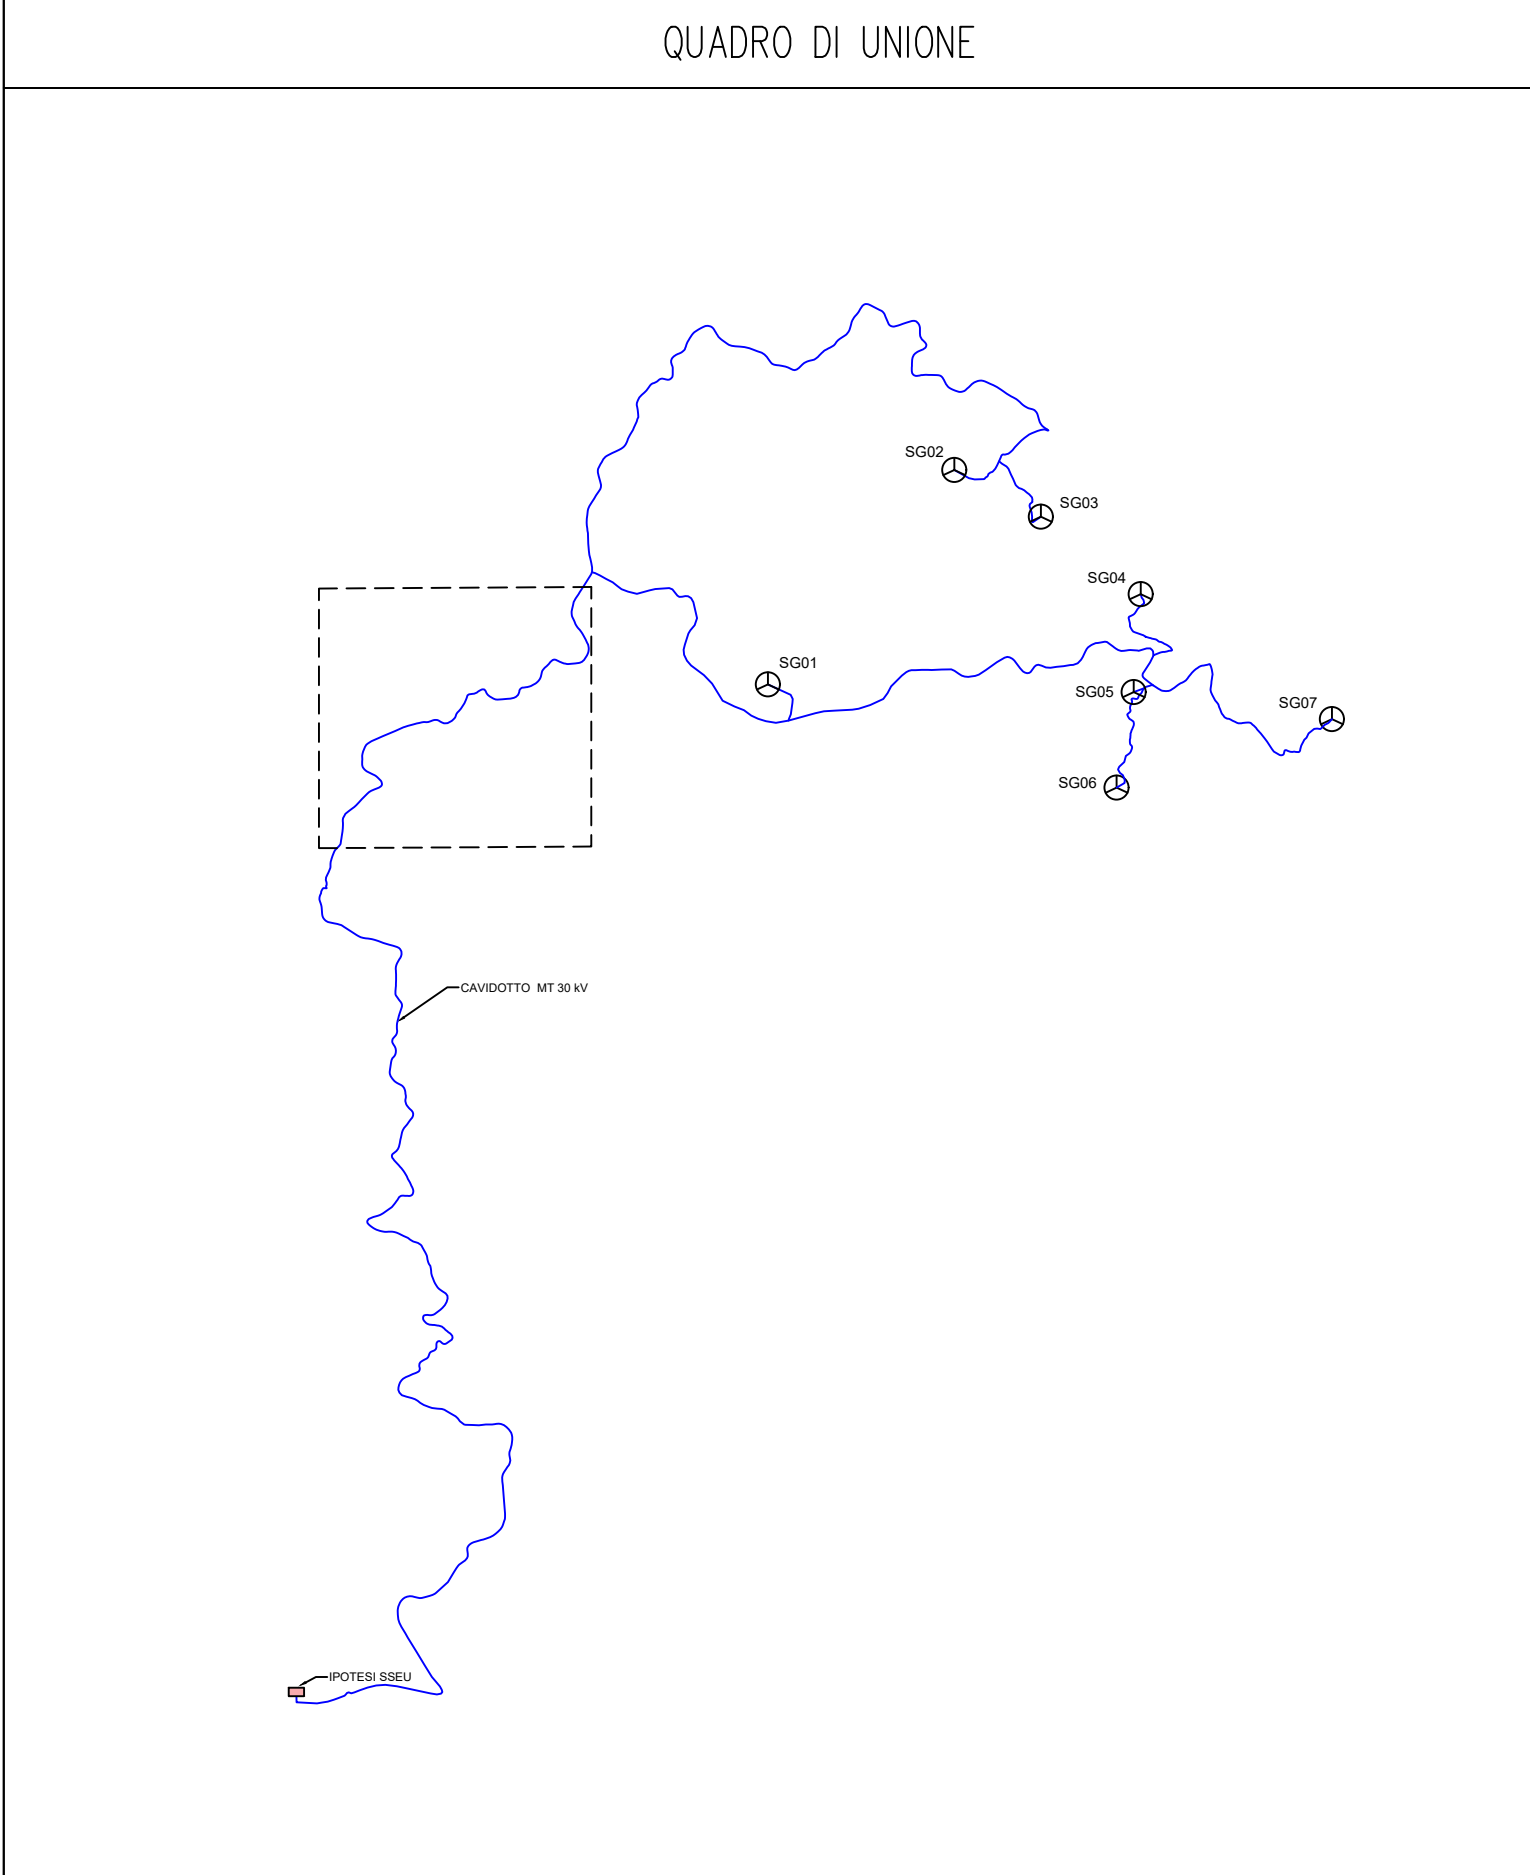 QUADRO DI UNIONE
SG02
SG03
SG04
SG01
SG05
SG07
SG06
CAVIDOTTO  MT 30 kV
IPOTESI SSEU